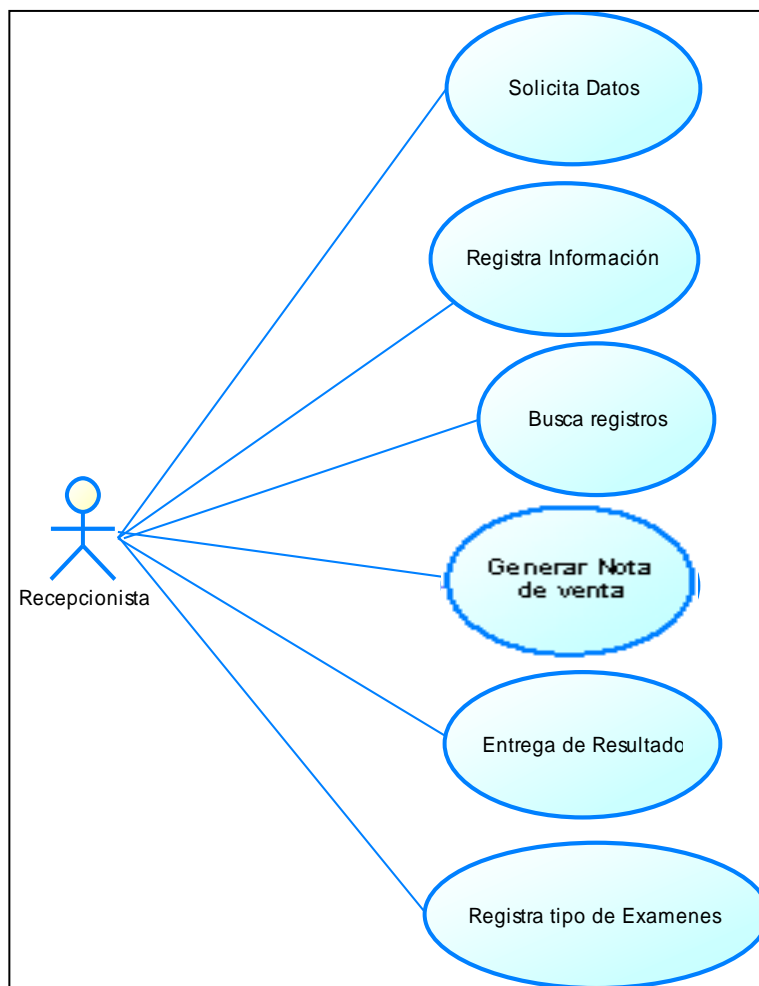 Solicita Datos
Registra Información
Busca registros
Generar Nota
de venta
Recepcionista
Entrega de Resultado
Registra tipo de Examenes